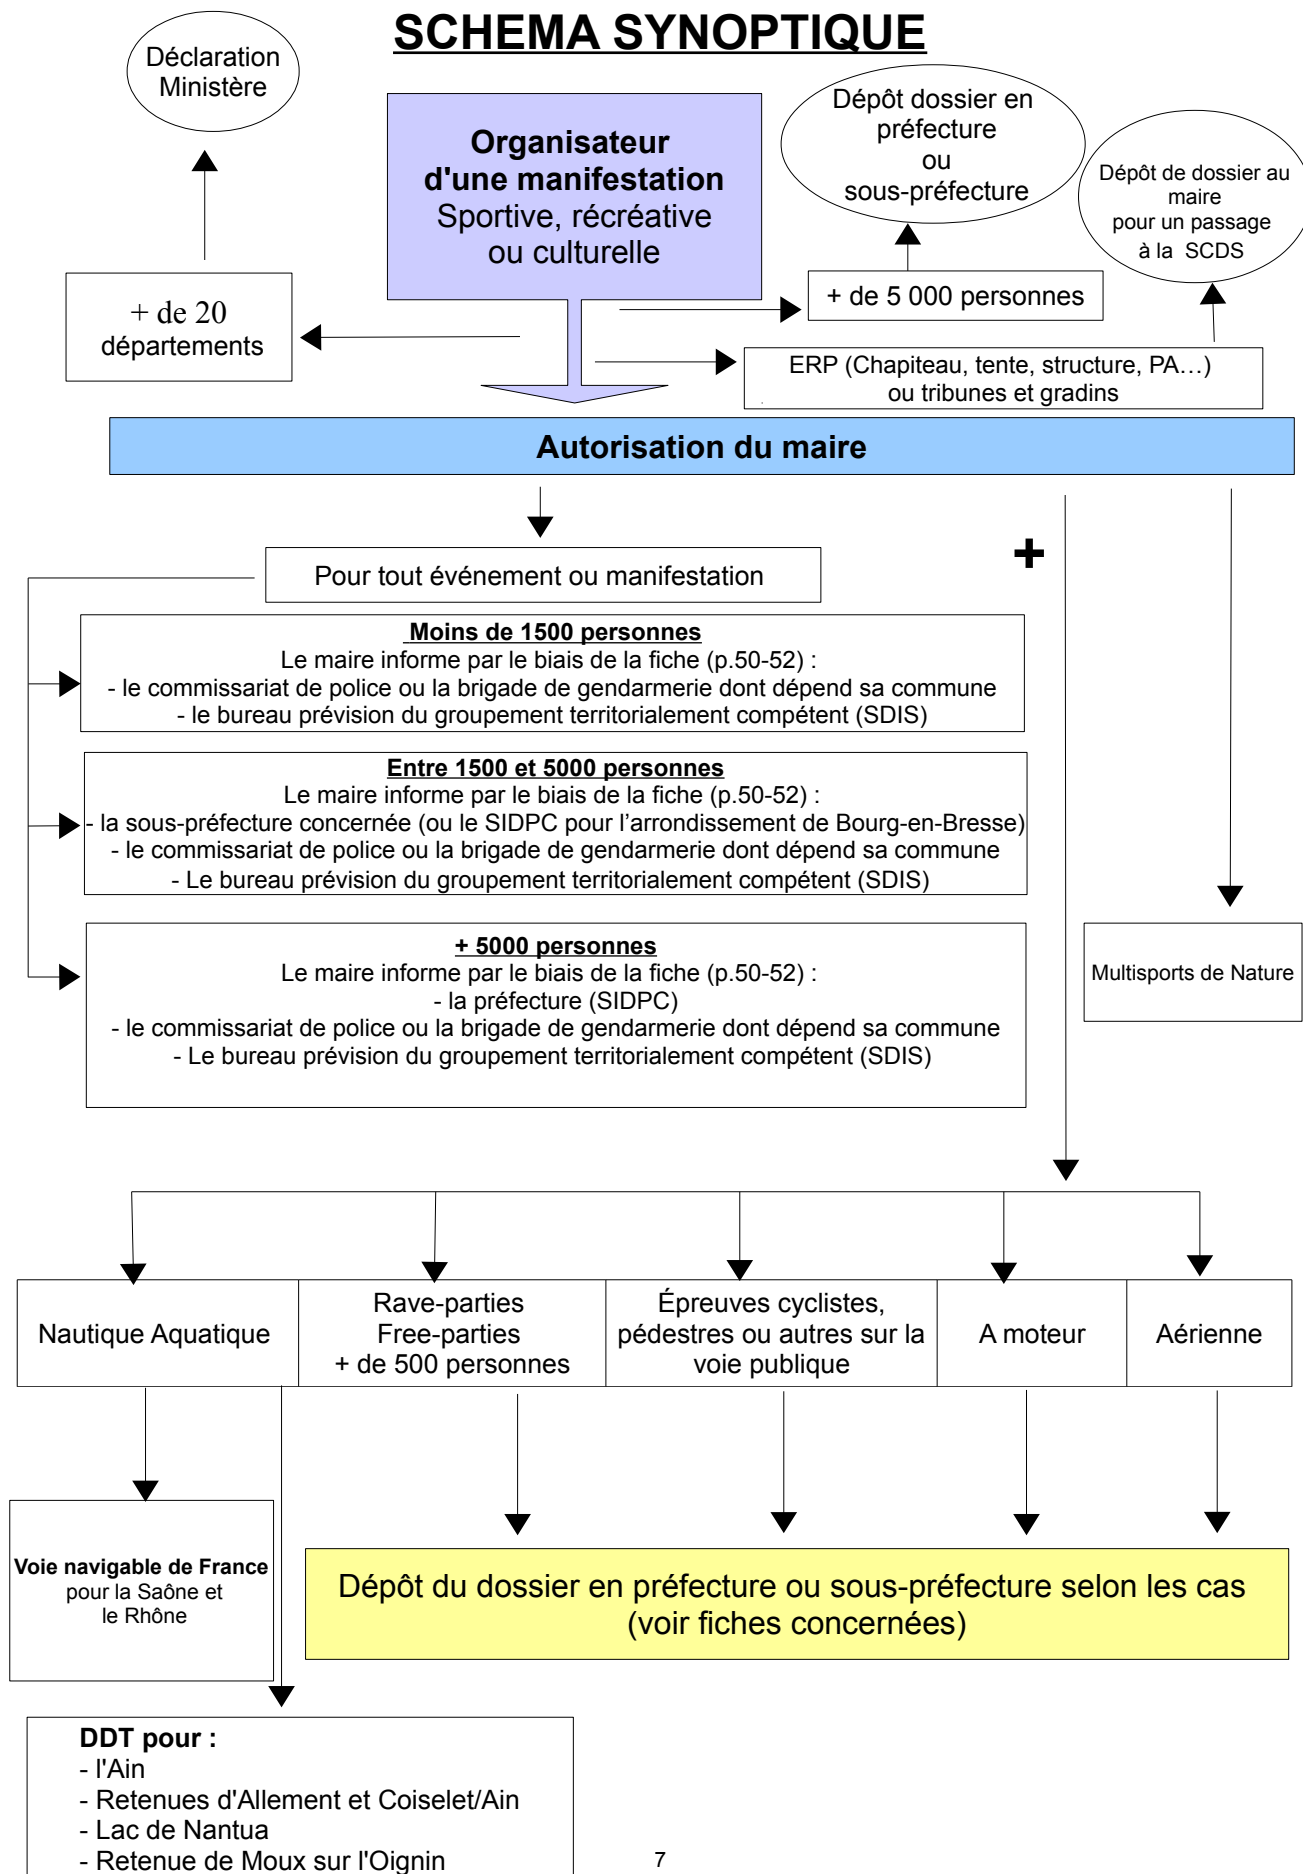 SCHEMA SYNOPTIQUE
Déclaration
Ministère
Organisateur
d'une manifestation
Sportive, récréative
ou culturelle
Dépôt dossier en
préfecture
ou
sous-préfecture
Dépôt de dossier au
maire
pour un passage
à la SCDS
+ de 20
départements
+ de 5 000 personnes
ERP (Chapiteau, tente, structure, PA…)
ou tribunes et gradins
Autorisation du maire
+
Pour tout événement ou manifestation
Moins de 1500 personnes
Le maire informe par le biais de la fiche (p.50-52) :
- le commissariat de police ou la brigade de gendarmerie dont dépend sa commune
- le bureau prévision du groupement territorialement compétent (SDIS)
Entre 1500 et 5000 personnes
Le maire informe par le biais de la fiche (p.50-52) :
- la sous-préfecture concernée (ou le SIDPC pour l’arrondissement de Bourg-en-Bresse)
- le commissariat de police ou la brigade de gendarmerie dont dépend sa commune
- Le bureau prévision du groupement territorialement compétent (SDIS)
+ 5000 personnes
Le maire informe par le biais de la fiche (p.50-52) :
- la préfecture (SIDPC)
- le commissariat de police ou la brigade de gendarmerie dont dépend sa commune
- Le bureau prévision du groupement territorialement compétent (SDIS)
Multisports de Nature
Nautique Aquatique
Rave-parties
Free-parties
+ de 500 personnes
Épreuves cyclistes,
pédestres ou autres sur la
voie publique
A moteur
Aérienne
Voie navigable de France
pour la Saône et
le Rhône
Dépôt du dossier en préfecture ou sous-préfecture selon les cas
(voir fiches concernées)
DDT pour :
- l'Ain
- Retenues d'Allement et Coiselet/Ain
- Lac de Nantua
- Retenue de Moux sur l'Oignin
7